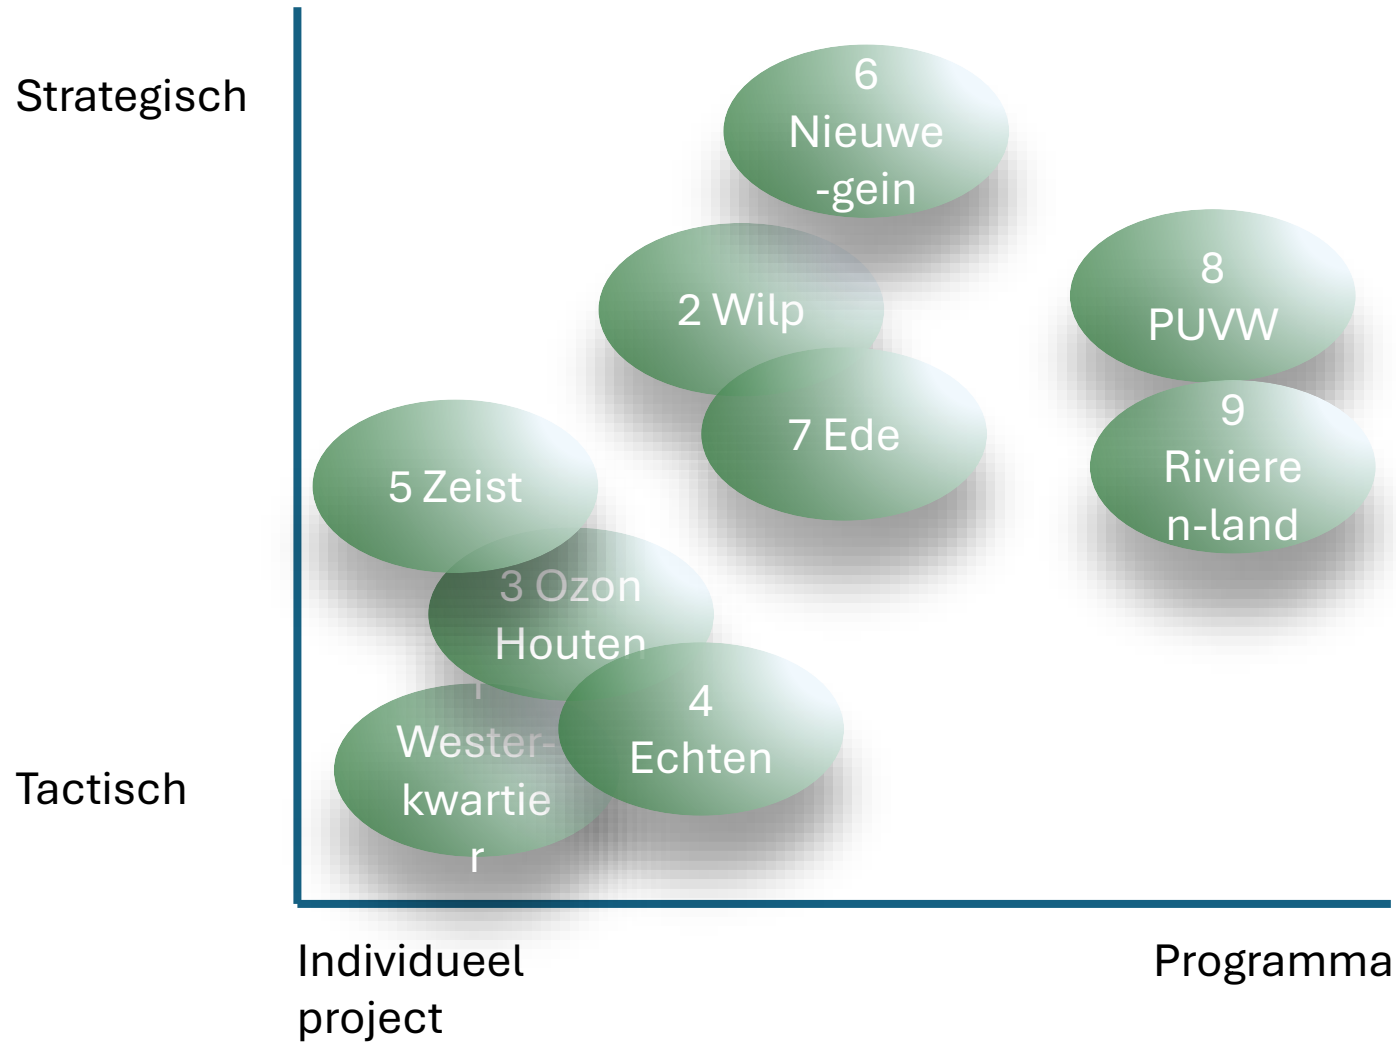 Strategisch
6
Nieuwe
-gein
2 Wilp
8
PUVW
7 Ede
9
Riviere
n-land
5 Zeist
3 Ozon
Houten
4
Echten
Wester-
kwartie
r
Tactisch
Individueel
project
Programma